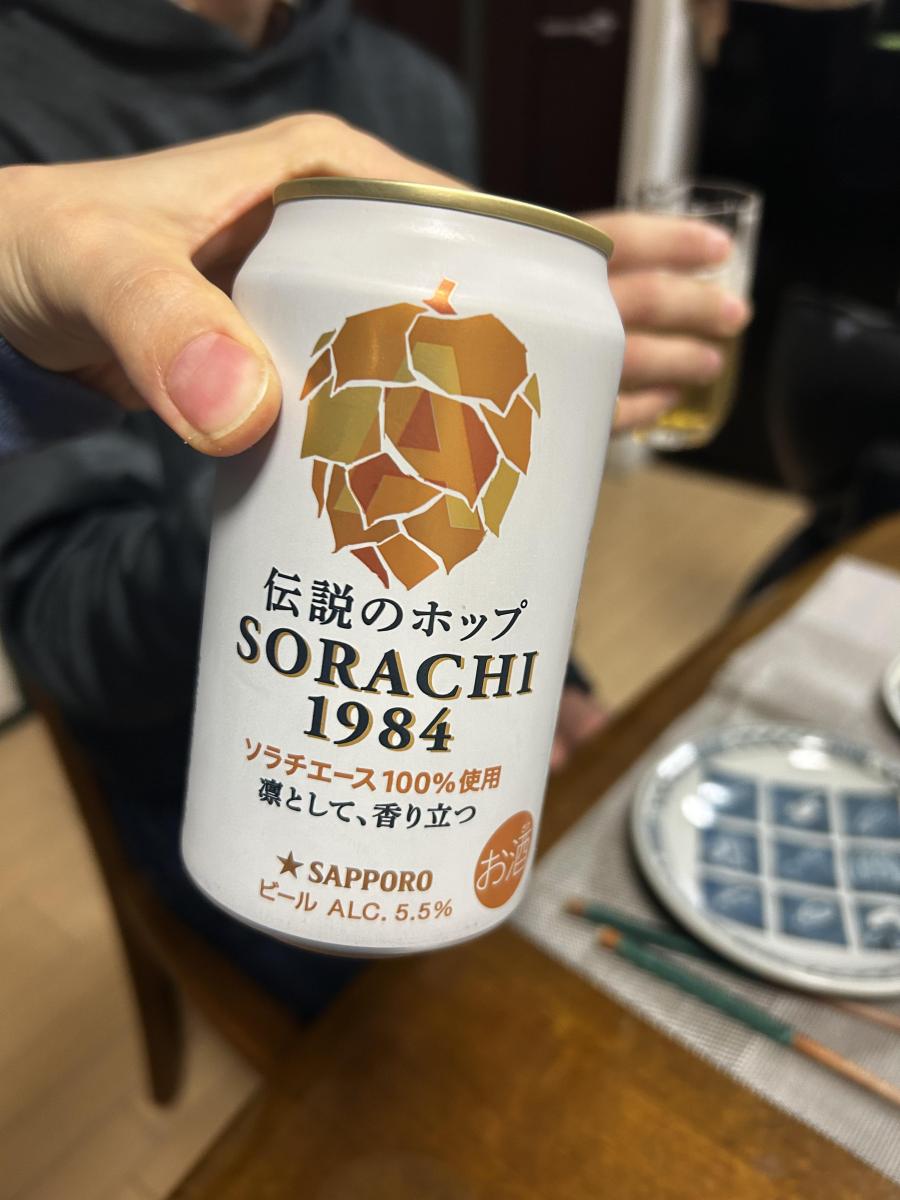 伝説のホップ
SORACHI
1984
ソラチエース100%使用
凛として、香り立つ
お酒
SAPPORO
ビール ALC. 5.5%